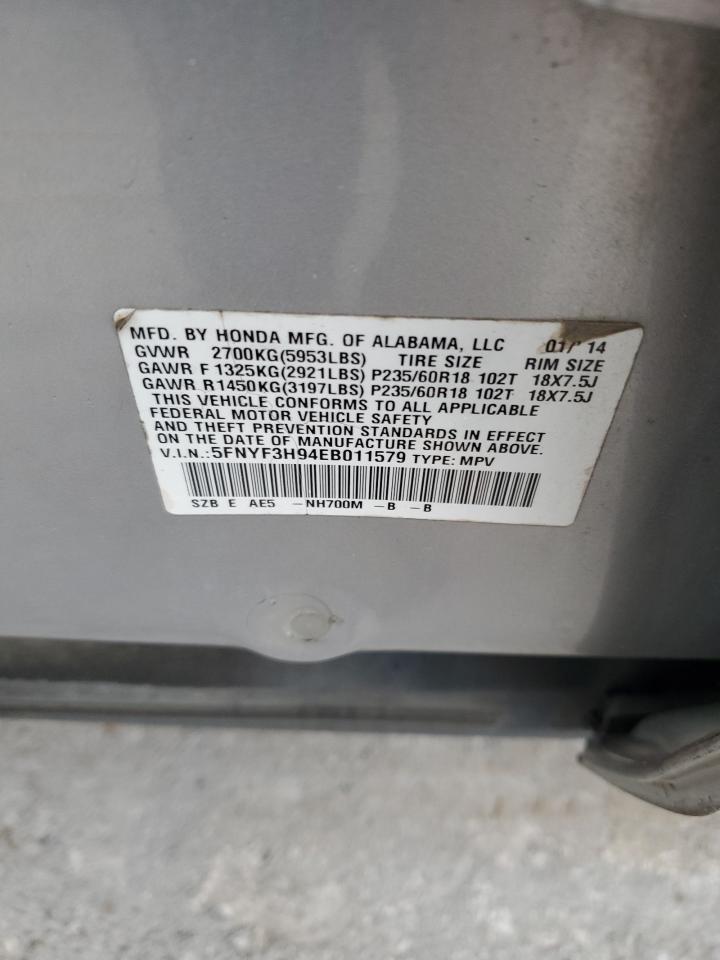 MFD. BY HONDA MFG. OF ALABAMA, LLC 01/ 14
GVWR 2700KG(5953LBS) TIRE SIZE RIM SIZE
GAWR F 1325KG(2921LBS) P235/60R18 102T 18X7.5J
GAWR R1450KG(3197LBS) P235/60R18 102T 18X7.5J
THIS VEHICLE CONFORMS TO ALL APPLICABLE
FEDERAL MOTOR VEHICLE SAFETY
AND THEFT PREVENTION STANDARDS IN EFFECT
ON THE DATE OF MANUFACTURE SHOWN ABOVE.
V.I.N.:5FNYF3H94EB011579 TYPE: MPV
SZB E AE5 -NH700M -B -B